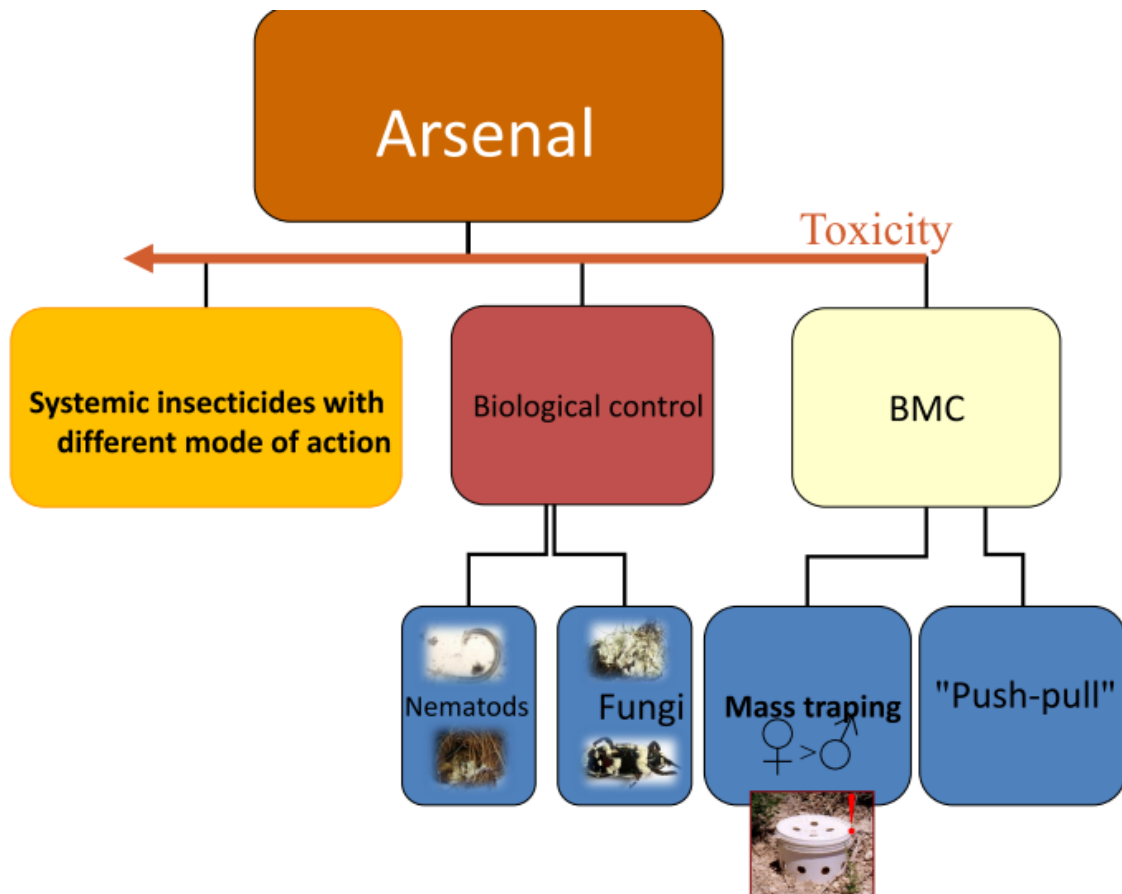 Arsenal
Toxicity
Systemic insecticides with
different mode of action
Biological control
BMC
Nematods
Fungi
Mass traping
♀>♂
"Push-pull"